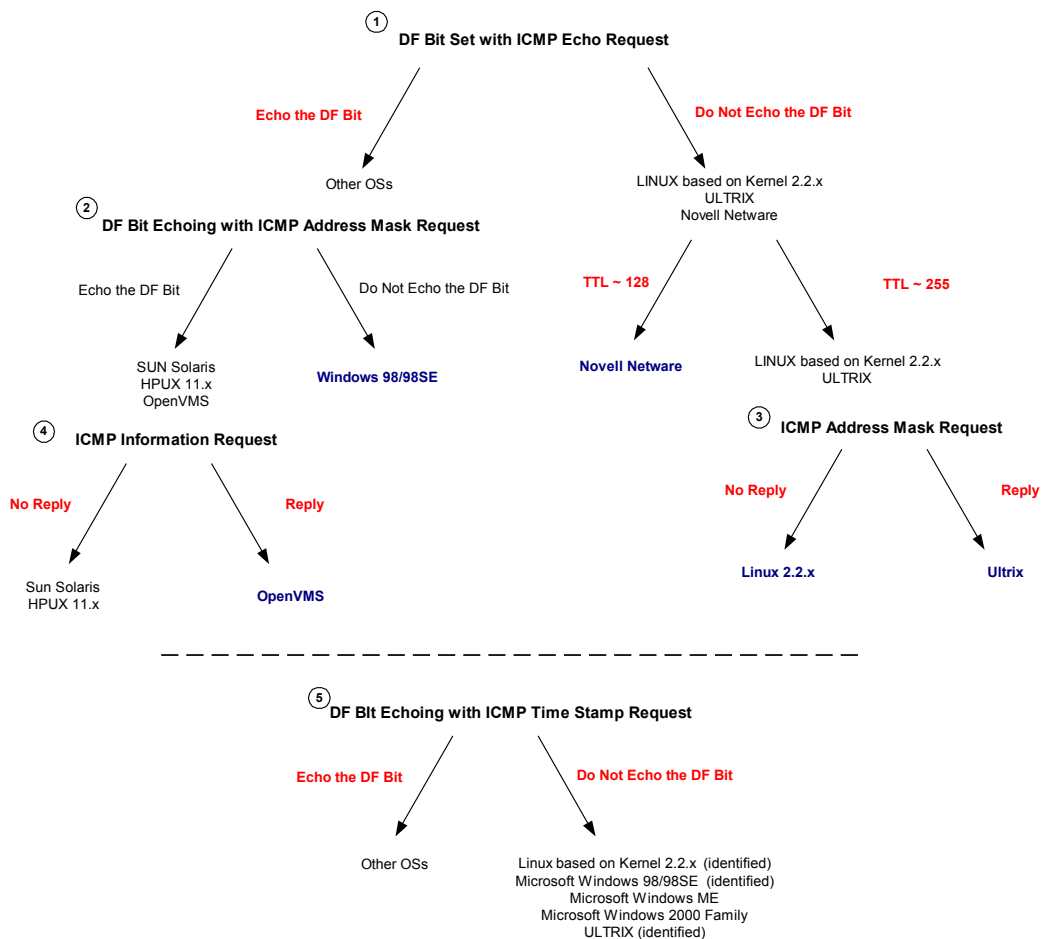 1
DF Bit Set with ICMP Echo Request
Echo the DF Bit
Do Not Echo the DF Bit
Other OSs
LINUX based on Kernel 2.2.x
ULTRIX
Novell Netware
2
DF Bit Echoing with ICMP Address Mask Request
Echo the DF Bit
Do Not Echo the DF Bit
TTL ~ 128
TTL ~ 255
SUN Solaris
HPUX 11.x
OpenVMS
Windows 98/98SE
Novell Netware
LINUX based on Kernel 2.2.x
ULTRIX
4
ICMP Information Request
3
ICMP Address Mask Request
No Reply
Reply
No Reply
Reply
Sun Solaris
HPUX 11.x
OpenVMS
Linux 2.2.x
Ultrix
5
DF BIt Echoing with ICMP Time Stamp Request
Echo the DF Bit
Do Not Echo the DF Bit
Other OSs
Linux based on Kernel 2.2.x (identified)
Microsoft Windows 98/98SE (identified)
Microsoft Windows ME
Microsoft Windows 2000 Family
ULTRIX (identified)